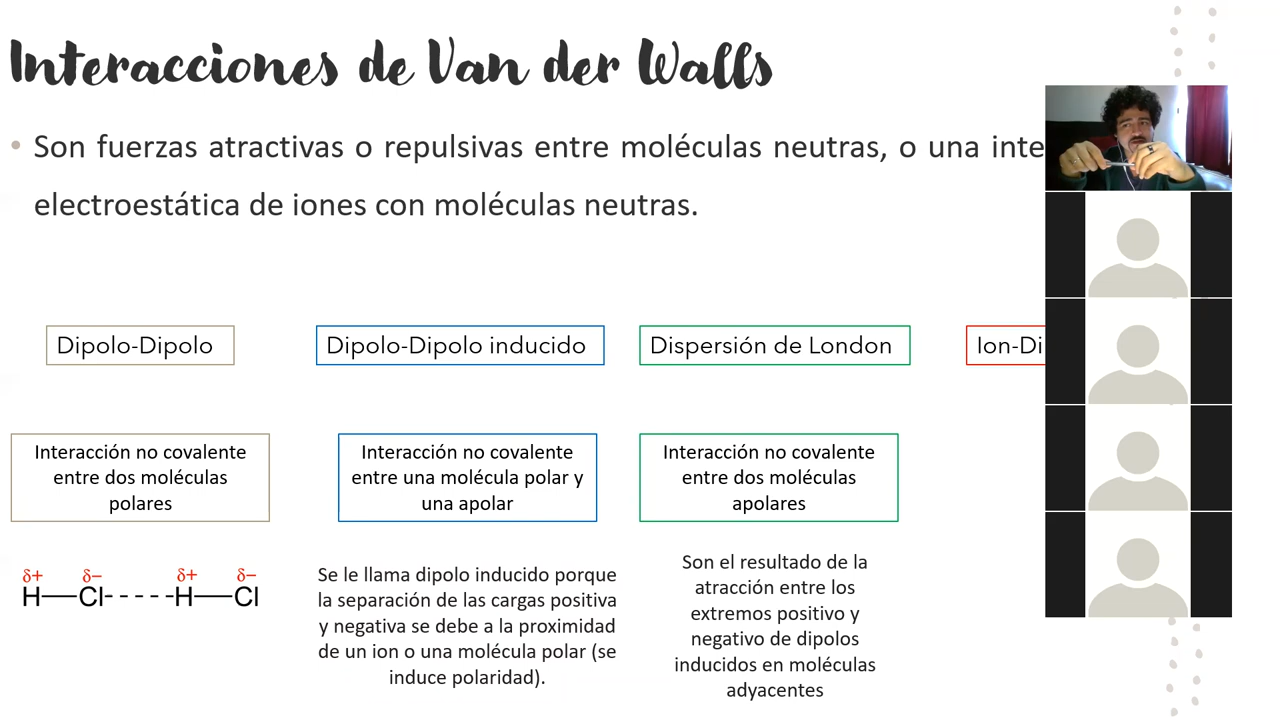 Interacciones de Van der Walls
• Son fuerzas atractivas o repulsivas entre moléculas neutras, o una inte
electroestática de iones con moléculas neutras.
Dipolo-Dipolo
Dipolo-Dipolo inducido
Dispersión de London
Ion-Di
Interacción no covalente
entre dos moléculas
polares
Interacción no covalente
entre una molécula polar y
una apolar
Interacción no covalente
entre dos moléculas
apolares
δ+ δ− δ+ δ−
H—Cl-----H—Cl
Se le llama dipolo inducido porque
la separación de las cargas positiva
y negativa se debe a la proximidad
de un ion o una molécula polar (se
induce polaridad).
Son el resultado de la
atracción entre los
extremos positivo y
negativo de dipolos
inducidos en moléculas
adyacentes